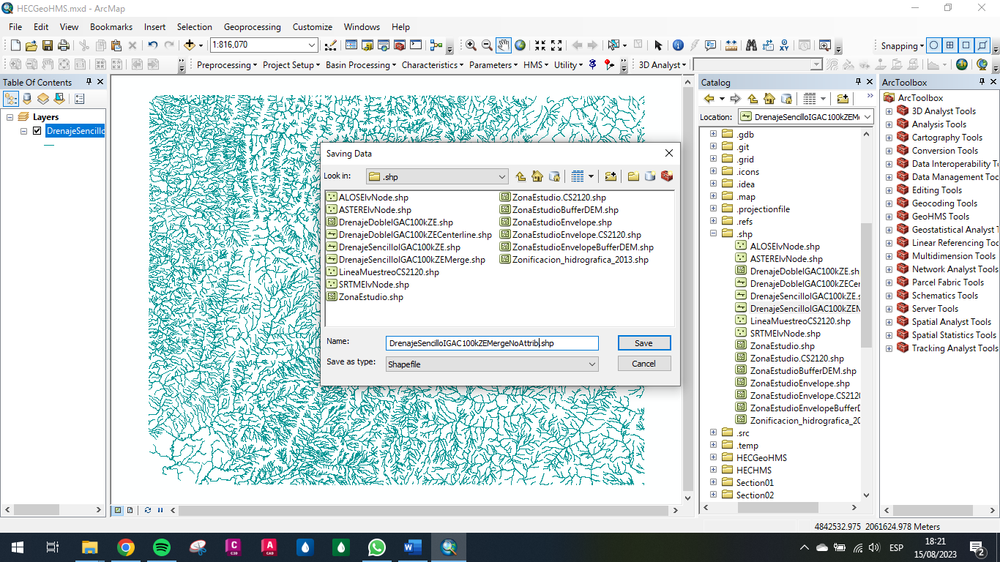 HECGeoHMS.mxd - ArcMap
File Edit View Bookmarks Insert Selection Geoprocessing Customize Windows Help
1:816,070
Snapping
Preprocessing Project Setup Basin Processing Characteristics Parameters HMS Utility
3D Analyst
Table Of Contents
Layers
DrenajeSencillo
Saving Data
Look in:
.shp
ALOSElvNode.shp
ASTERElvNode.shp
DrenajeDobleIGAC100kZE.shp
DrenajeDobleIGAC100kZECenterline.shp
DrenajeSencilloIGAC100kZE.shp
DrenajeSencilloIGAC100kZEMerge.shp
LineaMuestreoCS2120.shp
SRTMElvNode.shp
ZonaEstudio.shp
ZonaEstudio.CS2120.shp
ZonaEstudioBufferDEM.shp
ZonaEstudioEnvelope.shp
ZonaEstudioEnvelope.CS2120.shp
ZonaEstudioEnvelopeBufferDEM.shp
Zonificacion_hidrografica_2013.shp
Name:
DrenajeSencilloIGAC100kZEMergeNoAttrib.shp
Save
Save as type:
Shapefile
Cancel
Catalog
Location:
DrenajeSencilloIGAC100kZEMe
.gdb
.git
.grid
.icons
.idea
.map
.projectionfile
.refs
.shp
ALOSElvNode.shp
ASTERElvNode.shp
DrenajeDobleIGAC100kZE.sh
DrenajeDobleIGAC100kZECer
DrenajeSencilloIGAC100kZE.s
DrenajeSencilloIGAC100kZEM
LineaMuestreoCS2120.shp
SRTMElvNode.shp
ZonaEstudio.shp
ZonaEstudio.CS2120.shp
ZonaEstudioBufferDEM.shp
ZonaEstudioEnvelope.shp
ZonaEstudioEnvelope.CS2120
ZonaEstudioEnvelopeBufferD
Zonificacion_hidrografica_20
.src
.temp
HECGeoHMS
HECHMS
Section01
Section02
ArcToolbox
ArcToolbox
3D Analyst Tools
Analysis Tools
Cartography Tools
Conversion Tools
Data Interoperability To
Data Management Too
Editing Tools
Geocoding Tools
GeoHMS Tools
Geostatistical Analyst T
Linear Referencing Too
Multidimension Tools
Network Analyst Tools
Parcel Fabric Tools
Schematics Tools
Server Tools
Spatial Analyst Tools
Spatial Statistics Tools
Tracking Analyst Tools
4842532.975 2061624.978 Meters
ESP
18:21
15/08/2023
2